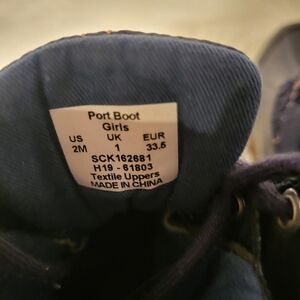 Port Boot
Girls
US UK EUR
2M 1 33.5
SCK162681
H19 - 61803
Textile Uppers
MADE IN CHINA